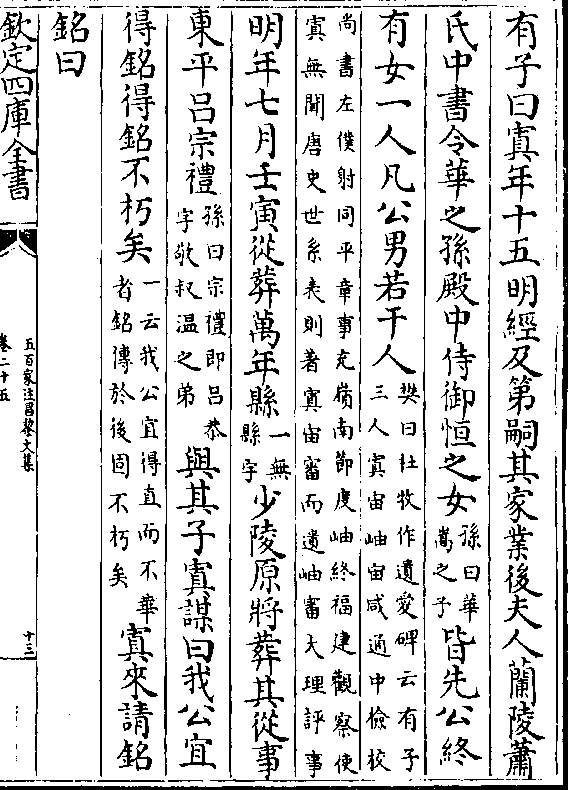 有子曰寘年十五明經及第嗣其家業後夫人蘭陵蕭
氏中書令華之孫殿中侍御恒之女孫曰華嵩之子皆先公終
有女一人凡公男若干人樊曰杜牧作遺愛碑云有子三人寘宙岫宙咸通中檢校
尚書左僕射同平章事充嶺南節度岫終福建觀察使
寘無聞唐史世系表則著寘宙審而遺岫審大理評事
明年七月壬寅從葬萬年縣一無縣字少陵原將葬其從事
東平呂宗禮孫曰宗禮即呂恭字敬叔溫之弟與其子寘謀曰我公宜
得銘得銘不朽矣一云我公宜得直而不華者銘傳於後固不朽矣寘來請銘
銘曰
欽定四庫全書
五百家注昌黎文集
卷二十五
十三